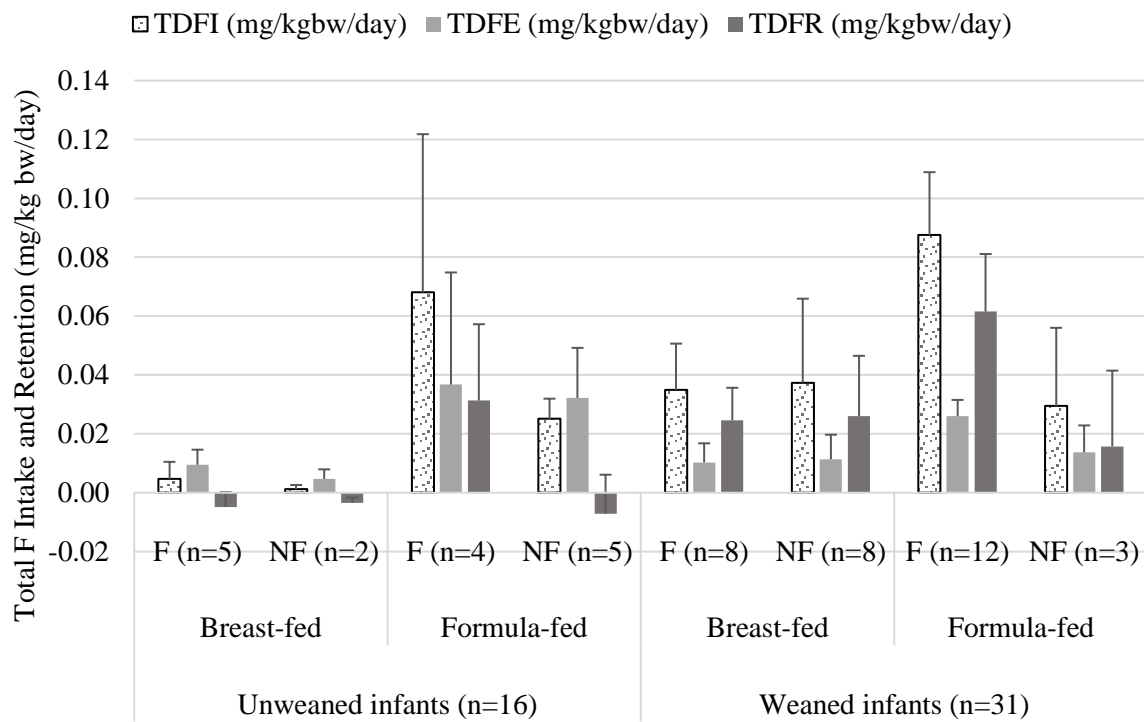 TDFI (mg/kgbw/day) TDFE (mg/kgbw/day) TDFR (mg/kgbw/day)
Total F Intake and Retention (mg/kg bw/day)
0.14
0.12
0.10
0.08
0.06
0.04
0.02
0.00
-0.02
F (n=5) NF (n=2) F (n=4) NF (n=5) F (n=8) NF (n=8) F (n=12) NF (n=3)
Breast-fed Formula-fed Breast-fed Formula-fed
Unweaned infants (n=16) Weaned infants (n=31)